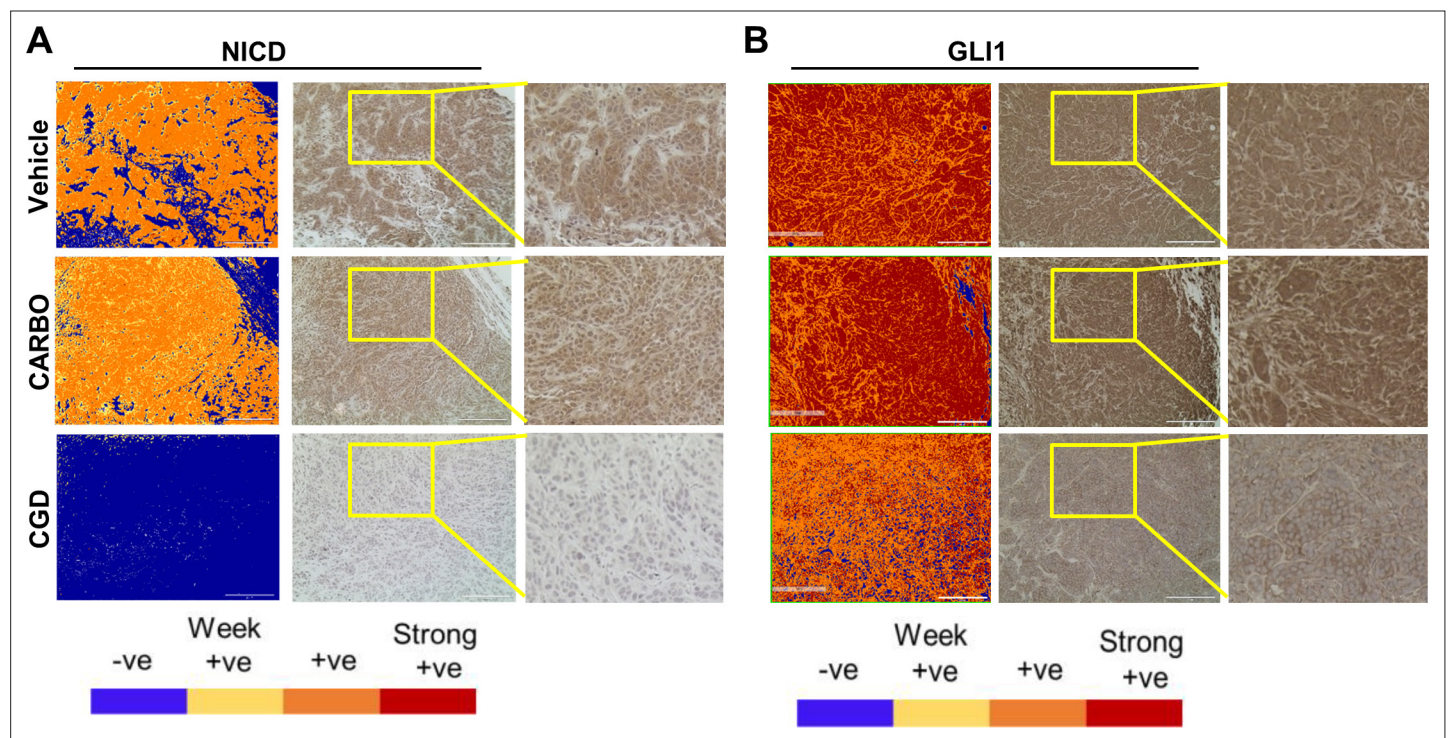 A
NICD
B
GLI1
Vehicle
CARBO
CGD
-ve
Week
+ve
+ve
Strong
+ve
-ve
Week
+ve
+ve
Strong
+ve